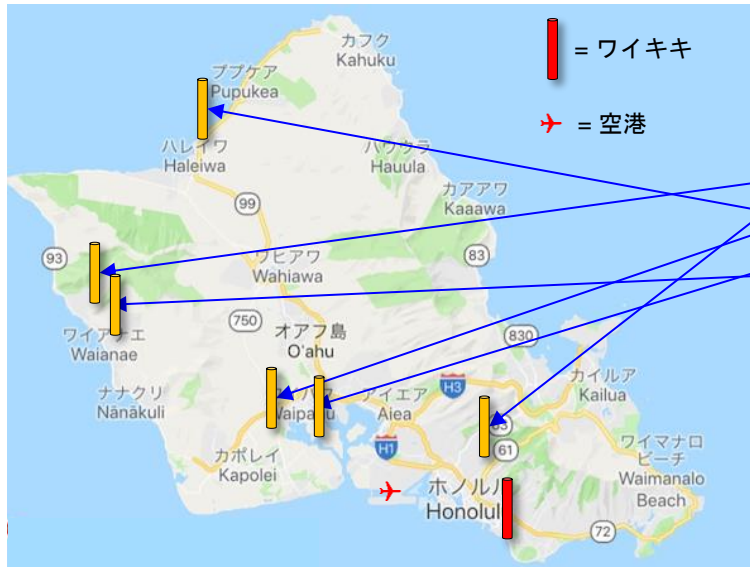 カフク
Kahuku
= ワイキキ
ププケア
Pupukea
= 空港
ハレイワ
Haleiwa
ハウウラ
Hauula
カアアワ
Kaaawa
99
93
ワヒアワ
Wahiawa
83
750
オアフ島
O'ahu
830
ワイアナエ
Waianae
ナナクリ
Nānākuli
Waipahu
アイエア
Aiea
H3
カイルア
Kailua
H1
63
61
カポレイ
Kapolei
ワイマナロ
ビーチ
Waimanalo
Beach
ホノルル
Honolulu
72